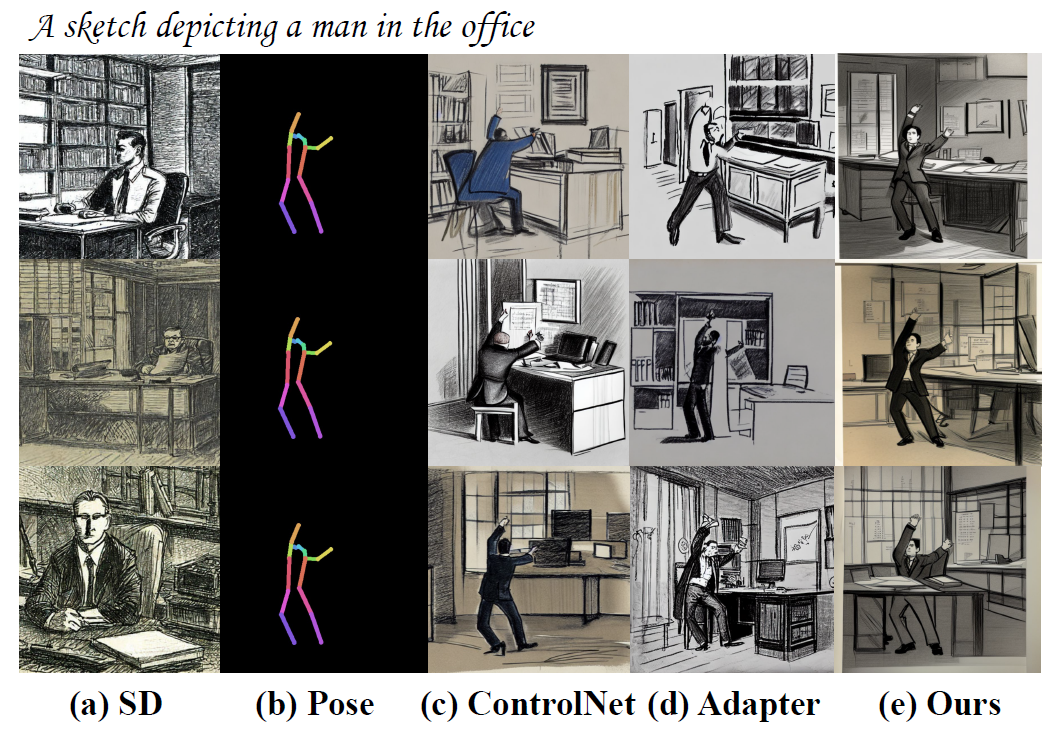 A sketch depicting a man in the office
(a) SD (b) Pose (c) ControlNet (d) Adapter (e) Ours